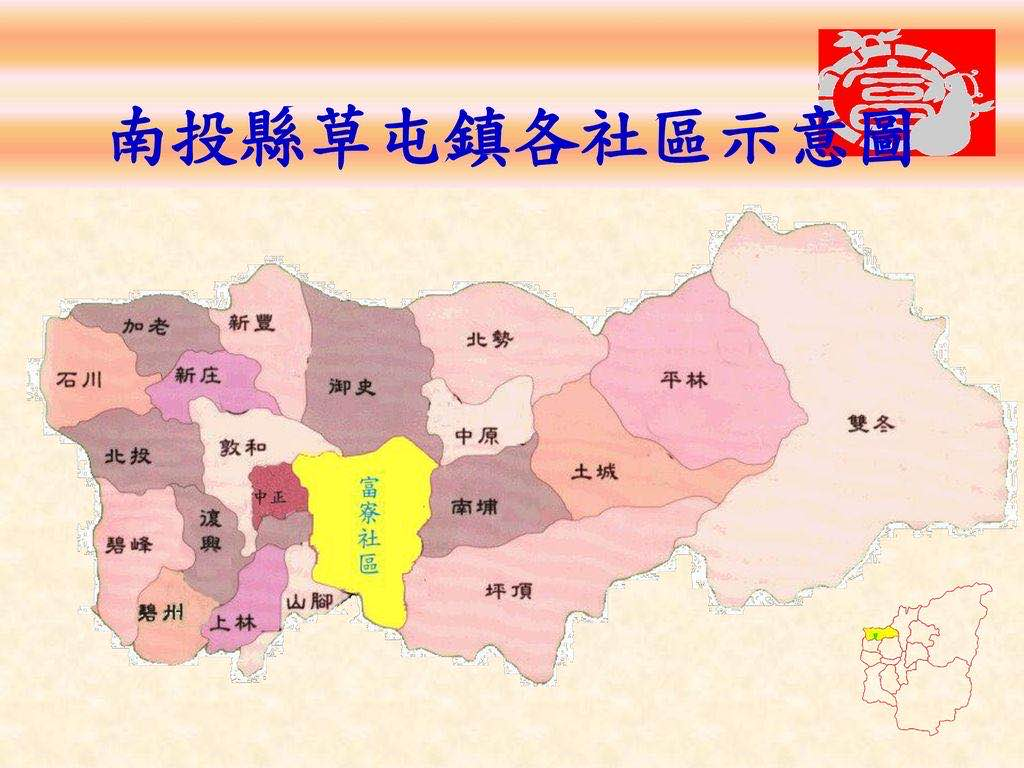 南投縣草屯鎮各社區示意圖
富
加老
新豐
北勢
石川
新庄
御史
平林
雙冬
中原
敦和
北投
土城
中正
富寮社區
南埔
復興
碧峰
坪頂
山腳
碧州
上林